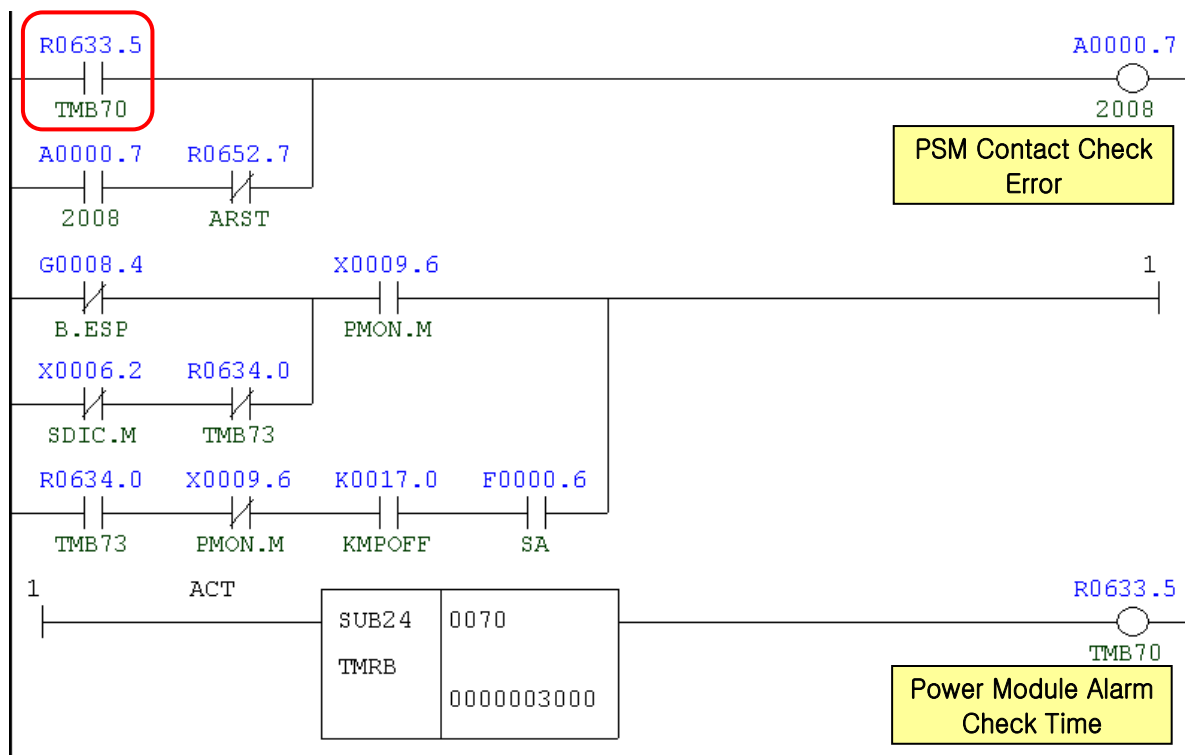 R0633.5 A0000.7
TMB70 2008
PSM Contact Check
Error
A0000.7 R0652.7
2008 ARST
G0008.4 X0009.6 1
B.ESP PMON.M
X0006.2 R0634.0
SDIC.M TMB73
R0634.0 X0009.6 K0017.0 F0000.6
TMB73 PMON.M KMPOFF SA
1 ACT R0633.5
SUB24 0070
TMRB TMB70
0000003000
Power Module Alarm
Check Time